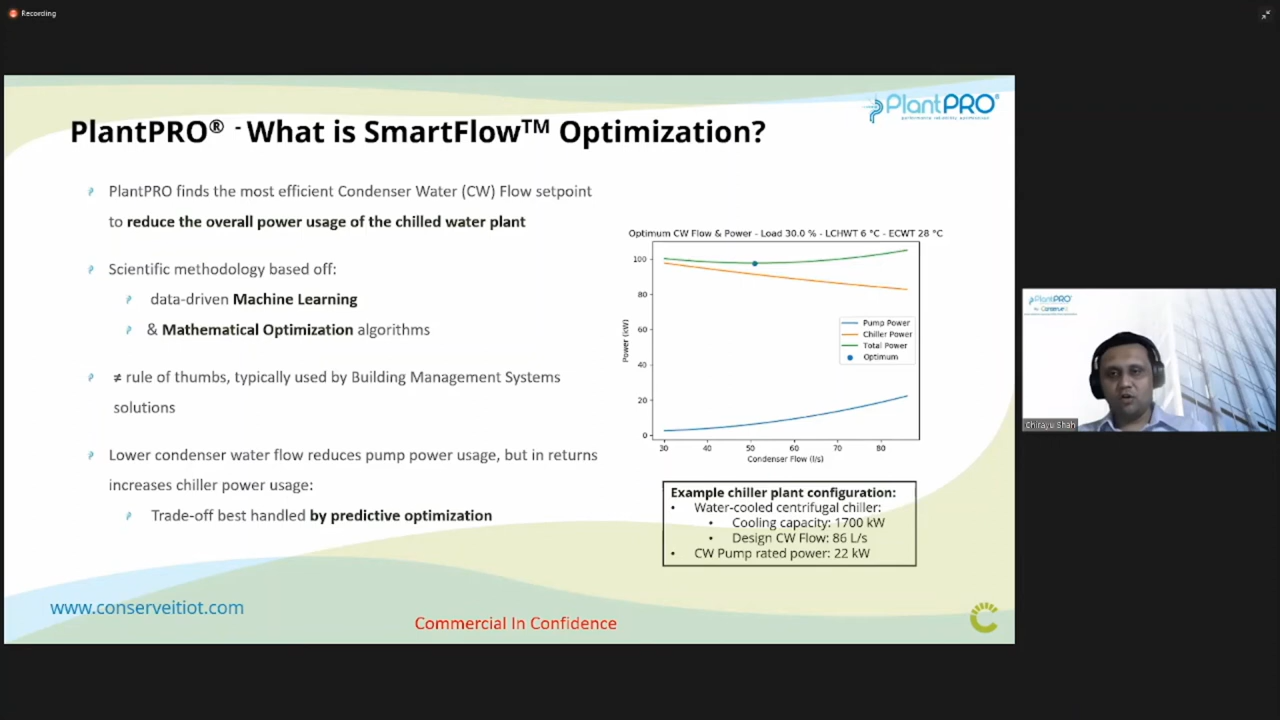 Recording
PlantPRO®
performance reliability optimisation
PlantPRO® - What is SmartFlow™ Optimization?
PlantPRO finds the most efficient Condenser Water (CW) Flow setpoint
to reduce the overall power usage of the chilled water plant
Scientific methodology based off:
data-driven Machine Learning
& Mathematical Optimization algorithms
≠ rule of thumbs, typically used by Building Management Systems
solutions
Lower condenser water flow reduces pump power usage, but in returns
increases chiller power usage:
Trade-off best handled by predictive optimization
Optimum CW Flow & Power - Load 30.0 % - LCHWT 6 °C - ECWT 28 °C
100
80
60
40
20
0
Power (kW)
Pump Power
Chiller Power
Total Power
Optimum
30 40 50 60 70 80
Condenser Flow (l/s)
Example chiller plant configuration:
• Water-cooled centrifugal chiller:
• Cooling capacity: 1700 kW
• Design CW Flow: 86 L/s
• CW Pump rated power: 22 kW
www.conserveitiot.com
Commercial In Confidence
PlantPRO
Chirayu Shah